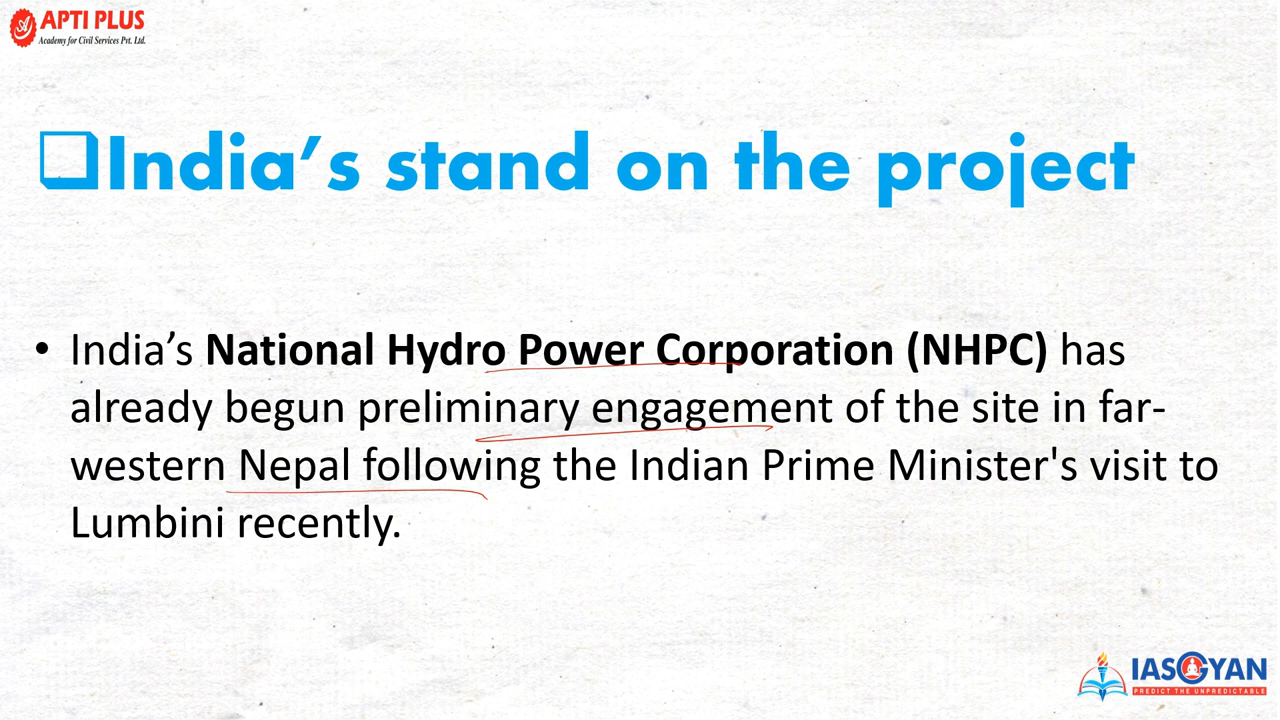 APTI PLUS
Academy for Civil Services Pvt. Ltd.
India’s stand on the project
• India’s National Hydro Power Corporation (NHPC) has
already begun preliminary engagement of the site in far-
western Nepal following the Indian Prime Minister's visit to
Lumbini recently.
IASGYAN
PREDICT THE UNPREDICTABLE